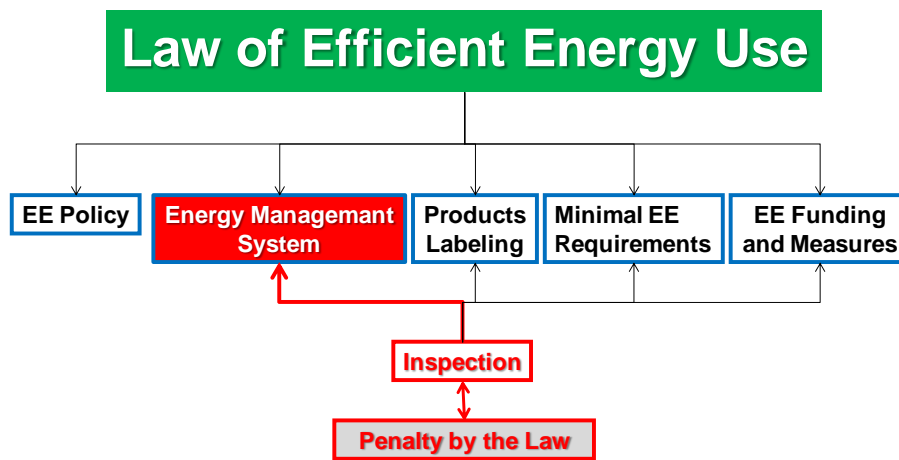 Law of Efficient Energy Use
EE Policy
Energy Managemant
System
Products
Labeling
Minimal EE
Requirements
EE Funding
and Measures
Inspection
Penalty by the Law